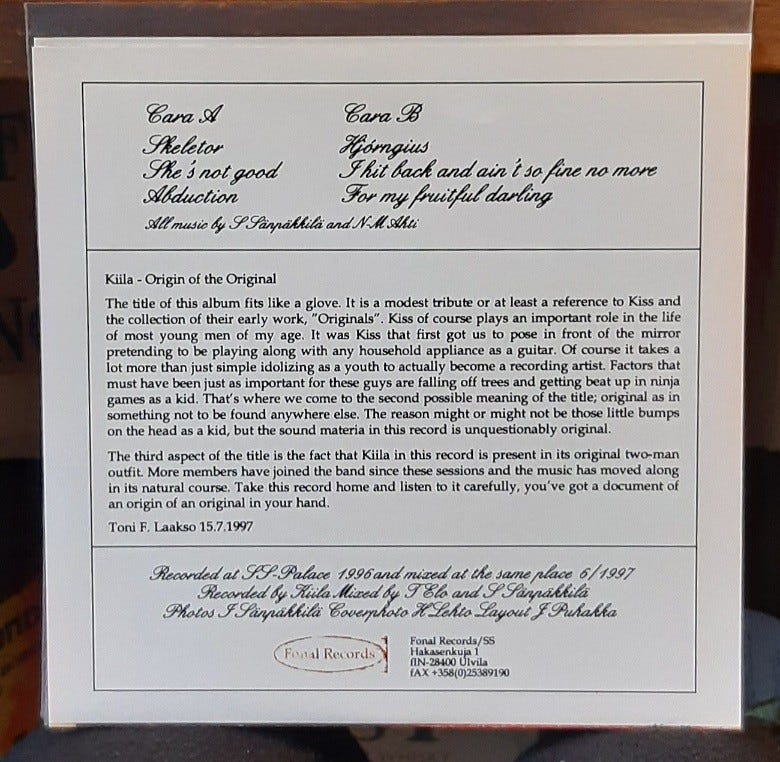 Cara A Cara B
Skeletor Hjórngius
She's not good I hit back and ain't so fine no more
Abduction For my fruitful darling
All music by S Sänpäkkilä and N-M Ahti
Kiila - Origin of the Original
The title of this album fits like a glove. It is a modest tribute or at least a reference to Kiss and
the collection of their early work, "Originals". Kiss of course plays an important role in the life
of most young men of my age. It was Kiss that first got us to pose in front of the mirror
pretending to be playing along with any household appliance as a guitar. Of course it takes a
lot more than just simple idolizing as a youth to actually become a recording artist. Factors that
must have been just as important for these guys are falling off trees and getting beat up in ninja
games as a kid. That's where we come to the second possible meaning of the title; original as in
something not to be found anywhere else. The reason might or might not be those little bumps
on the head as a kid, but the sound materia in this record is unquestionably original.
The third aspect of the title is the fact that Kiila in this record is present in its original two-man
outfit. More members have joined the band since these sessions and the music has moved along
in its natural course. Take this record home and listen to it carefully, you've got a document of
an origin of an original in your hand.
Toni F. Laakso 15.7.1997
Recorded at SS-Palace 1996 and mixed at the same place 6/1997
Recorded by Kiila Mixed by T Elo and S Sänpäkkilä
Photos I Sänpäkkilä Coverphoto H Lehto Layout J Puhakka
Fonal Records
Fonal Records/SS
Hakasenkuja 1
fIN-28400 Ulvila
fAX +358(0)25389190